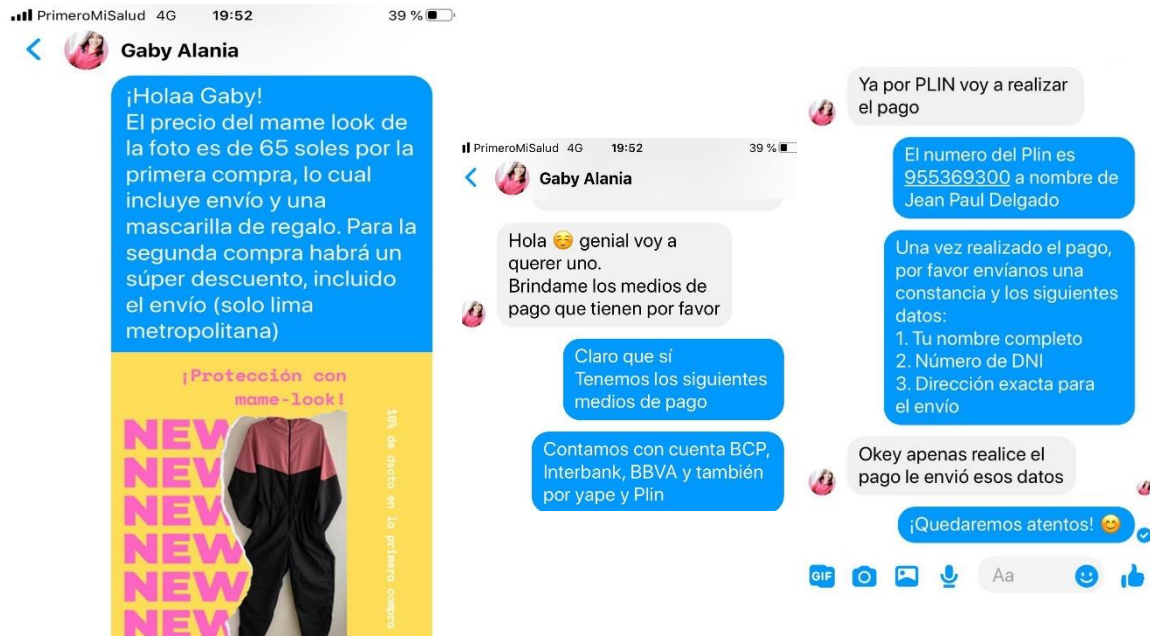 PrimeroMiSalud 4G 19:52 39 %
Gaby Alania
¡Holaa Gaby!
El precio del mame look de
la foto es de 65 soles por la
primera compra, lo cual
incluye envío y una
mascarilla de regalo. Para la
segunda compra habrá un
súper descuento, incluido
el envío (solo lima
metropolitana)
¡Protección con
mame-look!
NEW
NEW
NEW
NEW
NEW
NEW
10% de dscto en la primera compra
PrimeroMiSalud 4G 19:52 39 %
Gaby Alania
Hola ☺️ genial voy a
querer uno.
Brindame los medios de
pago que tienen por favor
Claro que sí
Tenemos los siguientes
medios de pago
Contamos con cuenta BCP,
Interbank, BBVA y también
por yape y Plin
Ya por PLIN voy a realizar
el pago
El numero del Plin es
955369300 a nombre de
Jean Paul Delgado
Una vez realizado el pago,
por favor envíanos una
constancia y los siguientes
datos:
1. Tu nombre completo
2. Número de DNI
3. Dirección exacta para
el envío
Okey apenas realice el
pago le envió esos datos
¡Quedaremos atentos! 😊
GIF
Aa